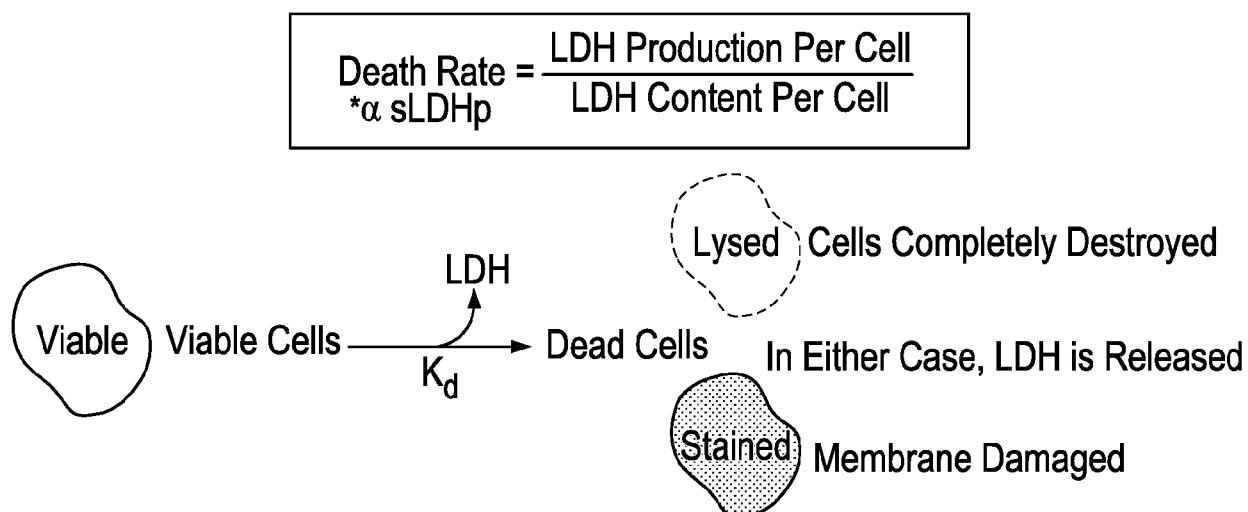 Death Rate = LDH Production Per Cell
*α sLDHp LDH Content Per Cell
Lysed Cells Completely Destroyed
LDH
Viable Viable Cells Dead Cells
K_d
In Either Case, LDH is Released
Stained Membrane Damaged